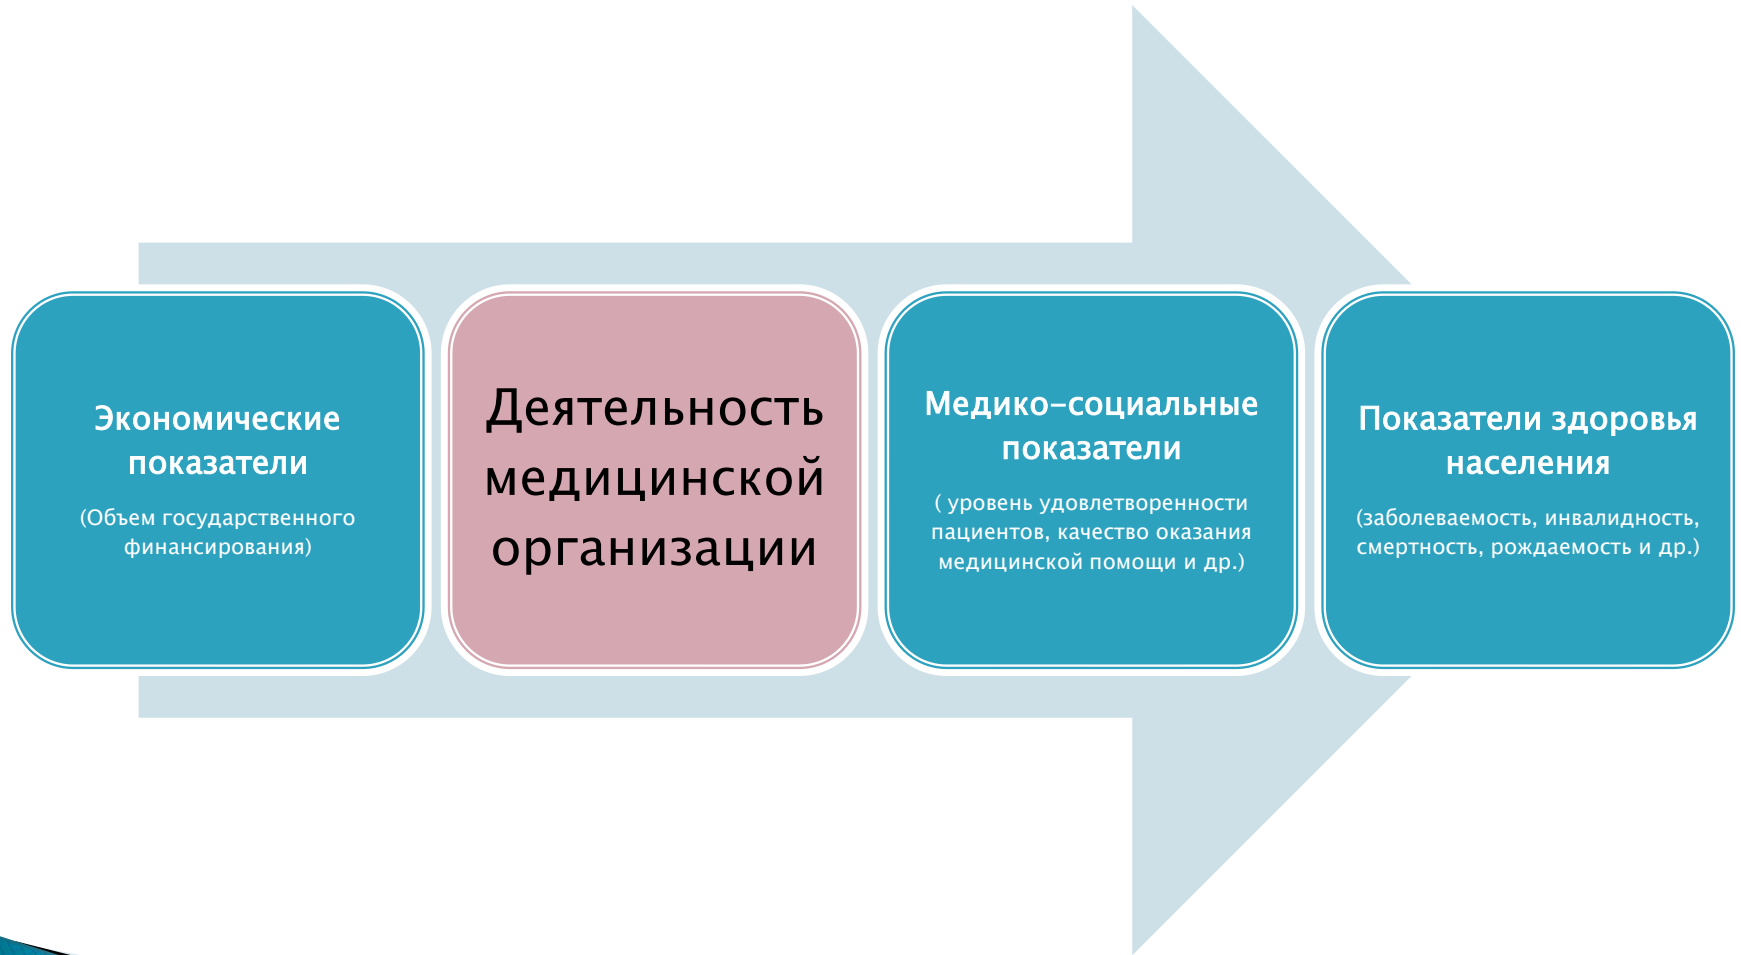 Экономические
показатели
(Объем государственного
финансирования)
Деятельность
медицинской
организации
Медико-социальные
показатели
( уровень удовлетворенности
пациентов, качество оказания
медицинской помощи и др.)
Показатели здоровья
населения
(заболеваемость, инвалидность,
смертность, рождаемость и др.)